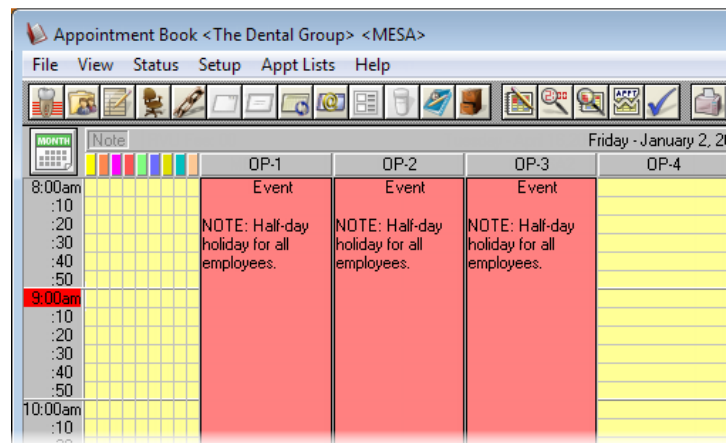 Appointment Book <The Dental Group> <MESA>
File View Status Setup Appt Lists Help
2:00
APPT
MONTH
Note
Friday - January 2, 20
OP-1 OP-2 OP-3 OP-4
8:00am Event Event Event
:10
:20 NOTE: Half-day NOTE: Half-day NOTE: Half-day
:30 holiday for all holiday for all holiday for all
:40 employees. employees. employees.
:50
9:00am
:10
:20
:30
:40
:50
10:00am
:10